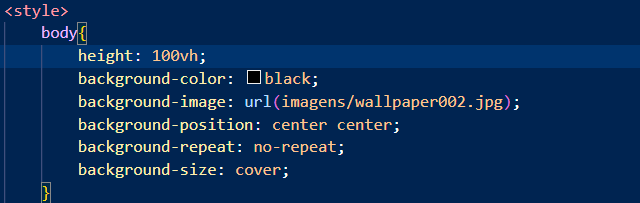 <style>
body{
height: 100vh;
background-color: black;
background-image: url(imagens/wallpaper002.jpg);
background-position: center center;
background-repeat: no-repeat;
background-size: cover;
}